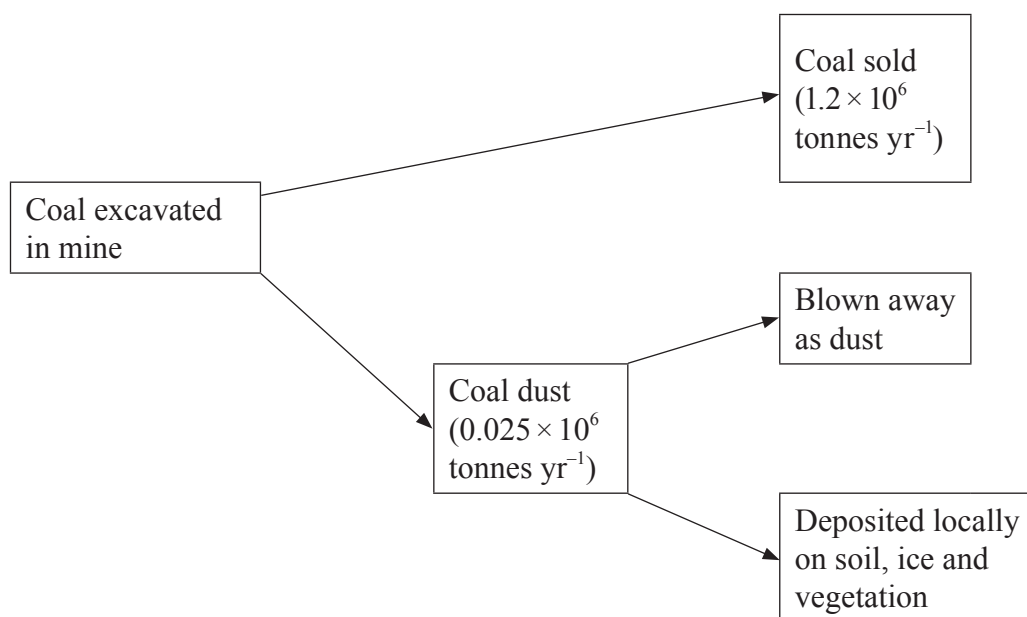 Coal sold
(1.2 × 10⁶
tonnes yr⁻¹)
Coal excavated
in mine
Blown away
as dust
Coal dust
(0.025 × 10⁶
tonnes yr⁻¹)
Deposited locally
on soil, ice and
vegetation